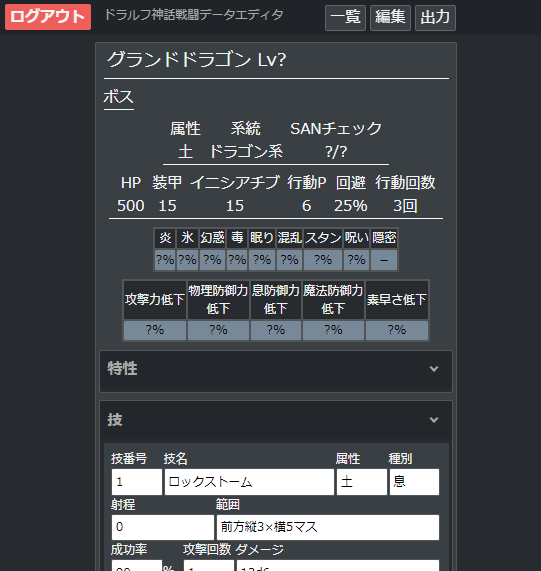 ログアウト ドラルフ神話戦闘データエディタ 一覧 編集 出力
グランドドラゴン Lv?
ボス
属性 系統 SANチェック
土 ドラゴン系 ?/?
HP 装甲 イニシアチブ 行動P 回避 行動回数
500 15 15 6 25% 3回
炎 氷 幻惑 毒 眠り 混乱 スタン 呪い 隠密
?% ?% ?% ?% ?% ?% ?% ?% –
攻撃力低下 物理防御力低下 息防御力低下 魔法防御力低下 素早さ低下
?% ?% ?% ?% ?%
特性
技
技番号 技名 属性 種別
1 ロックストーム 土 息
射程 範囲
0 前方縦3×横5マス
成功率 攻撃回数 ダメージ
%